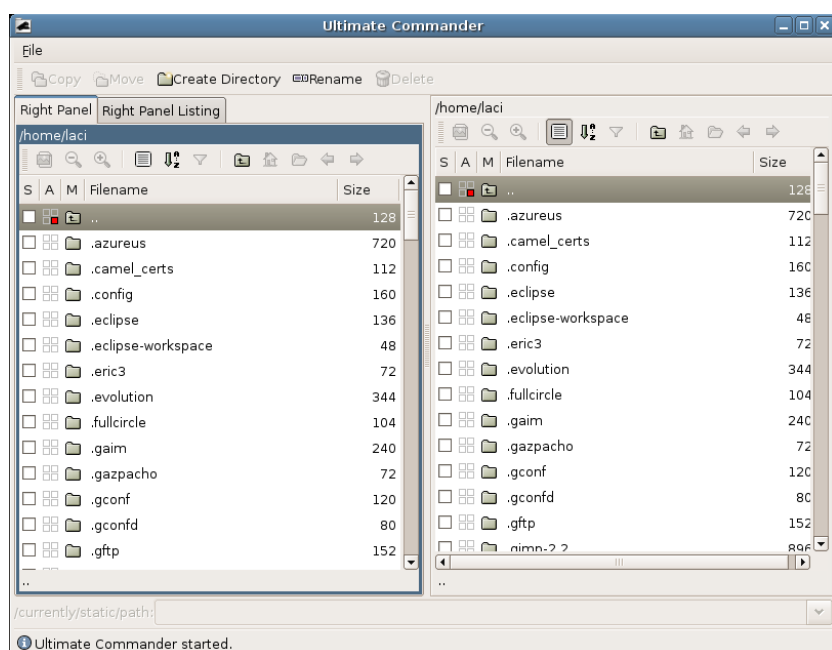 Ultimate Commander
File
Copy Move Create Directory Rename Delete
Right Panel Right Panel Listing
/home/laci
S A M Filename Size
.. 128
.azureus 720
.camel_certs 112
.config 160
.eclipse 136
.eclipse-workspace 48
.eric3 72
.evolution 344
.fullcircle 104
.gaim 240
.gazpacho 72
.gconf 120
.gconfd 80
.gftp 152
..
/home/laci
S A M Filename Size
.. 128
.azureus 720
.camel_certs 112
.config 160
.eclipse 136
.eclipse-workspace 48
.eric3 72
.evolution 344
.fullcircle 104
.gaim 240
.gazpacho 72
.gconf 120
.gconfd 80
.gftp 152
.gimp-2.2 896
..
/currently/static/path:
Ultimate Commander started.